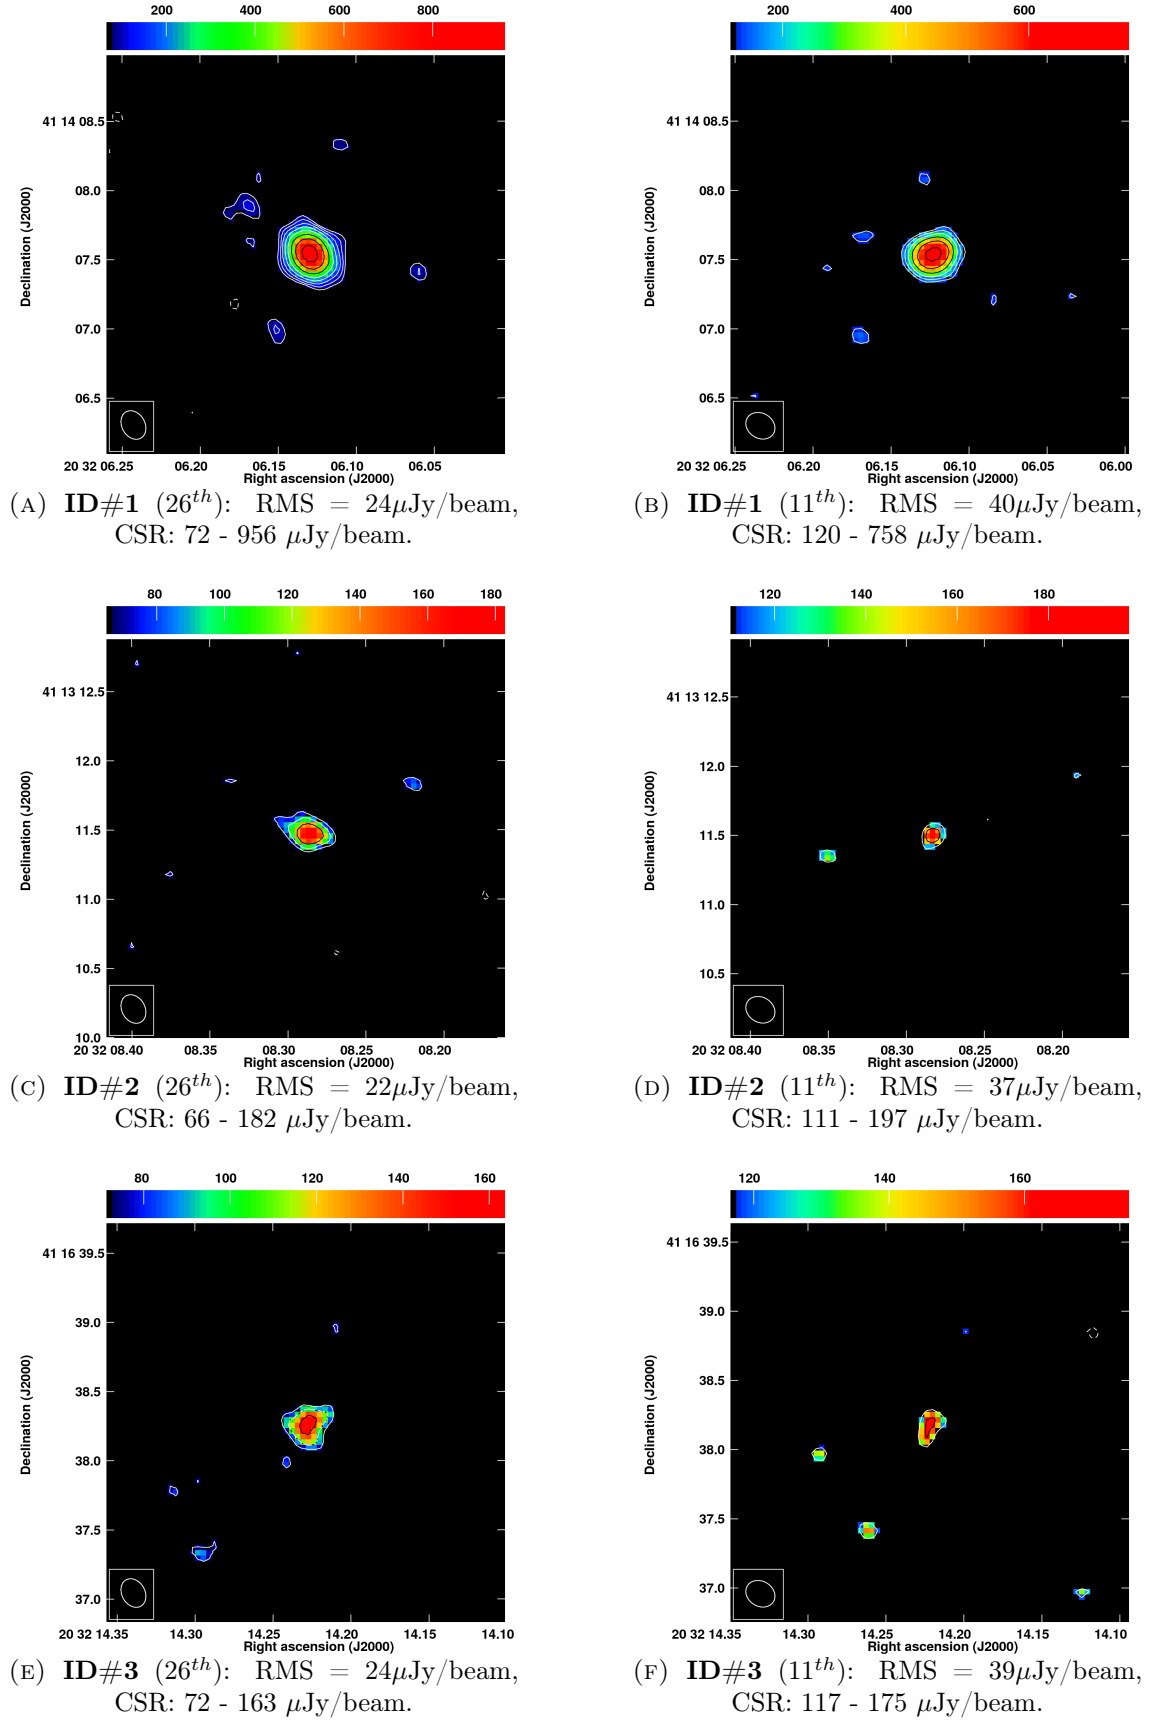 200 400 600 800
41 14 08.5
08.0
07.5
07.0
06.5
Declination (J2000)
20 32 06.25 06.20 06.15 06.10 06.05
Right ascension (J2000)
(A) ID#1 (26th): RMS = 24μJy/beam,
CSR: 72 - 956 μJy/beam.
200 400 600
41 14 08.5
08.0
07.5
07.0
06.5
Declination (J2000)
20 32 06.25 06.20 06.15 06.10 06.05 06.00
Right ascension (J2000)
(B) ID#1 (11th): RMS = 40μJy/beam,
CSR: 120 - 758 μJy/beam.
80 100 120 140 160 180
41 13 12.5
12.0
11.5
11.0
10.5
10.0
Declination (J2000)
20 32 08.40 08.35 08.30 08.25 08.20
Right ascension (J2000)
(C) ID#2 (26th): RMS = 22μJy/beam,
CSR: 66 - 182 μJy/beam.
120 140 160 180
41 13 12.5
12.0
11.5
11.0
10.5
Declination (J2000)
20 32 08.40 08.35 08.30 08.25 08.20
Right ascension (J2000)
(D) ID#2 (11th): RMS = 37μJy/beam,
CSR: 111 - 197 μJy/beam.
80 100 120 140 160
41 16 39.5
39.0
38.5
38.0
37.5
37.0
Declination (J2000)
20 32 14.35 14.30 14.25 14.20 14.15 14.10
Right ascension (J2000)
(E) ID#3 (26th): RMS = 24μJy/beam,
CSR: 72 - 163 μJy/beam.
120 140 160
41 16 39.5
39.0
38.5
38.0
37.5
37.0
Declination (J2000)
20 32 14.35 14.30 14.25 14.20 14.15 14.10
Right ascension (J2000)
(F) ID#3 (11th): RMS = 39μJy/beam,
CSR: 117 - 175 μJy/beam.